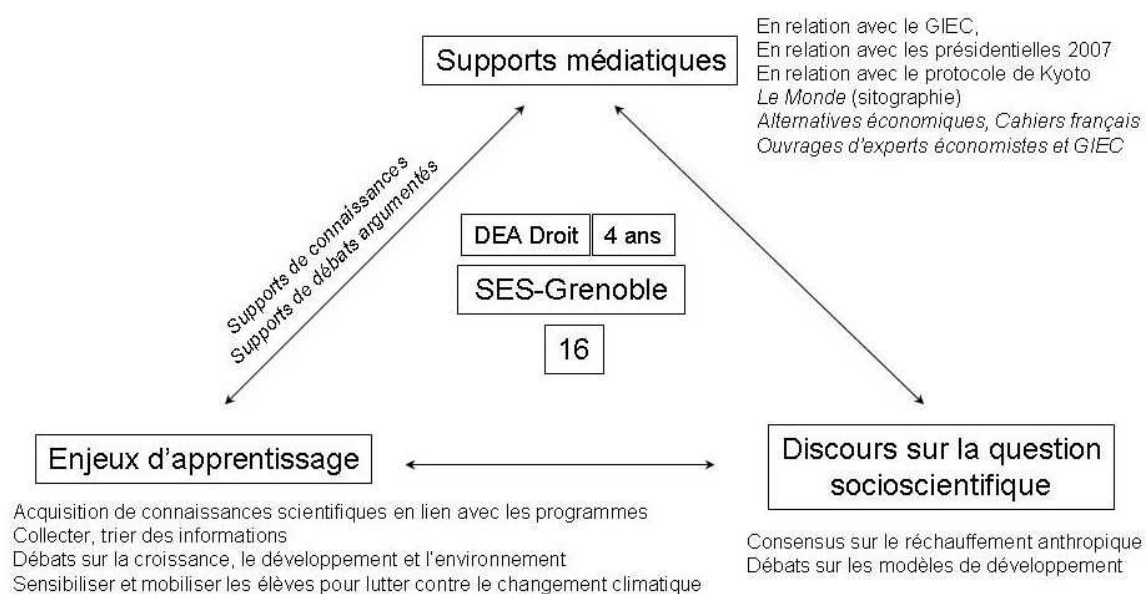 Supports médiatiques
En relation avec le GIEC,
En relation avec les présidentielles 2007
En relation avec le protocole de Kyoto
Le Monde (sitographie)
Alternatives économiques, Cahiers français
Ouvrages d'experts économistes et GIEC
Supports de connaissances
Supports de débats argumentés
DEA Droit 4 ans
SES-Grenoble
16
Enjeux d'apprentissage
Acquisition de connaissances scientifiques en lien avec les programmes
Collecter, trier des informations
Débats sur la croissance, le développement et l'environnement
Sensibiliser et mobiliser les élèves pour lutter contre le changement climatique
Discours sur la question
socioscientifique
Consensus sur le réchauffement anthropique
Débats sur les modèles de développement